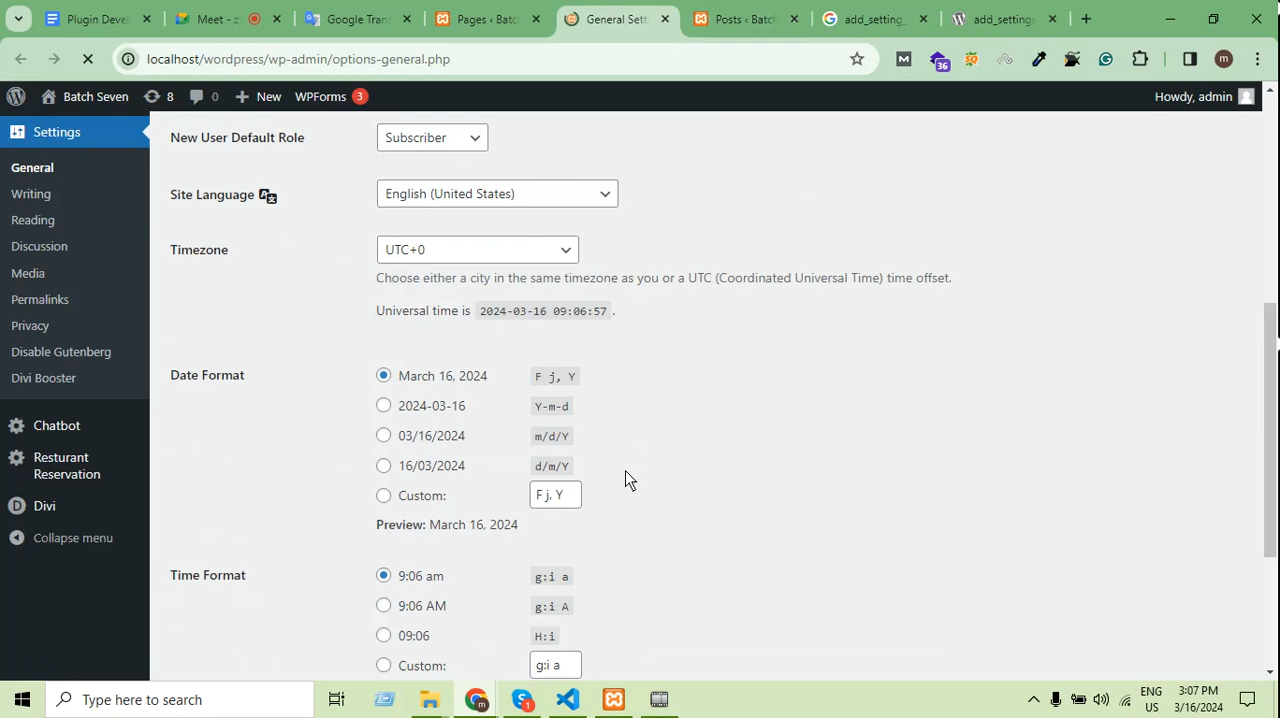 Plugin Devel
Meet - z
Google Tran
Pages ‹ Batc
General Sett
Posts ‹ Batch
add_setting_
add_settings
localhost/wordpress/wp-admin/options-general.php
36
m
Batch Seven
8
0
New
WPForms 3
Howdy, admin
Settings
General
Writing
Reading
Discussion
Media
Permalinks
Privacy
Disable Gutenberg
Divi Booster
Chatbot
Resturant
Reservation
Divi
Collapse menu
New User Default Role
Subscriber
Site Language
English (United States)
Timezone
UTC+0
Choose either a city in the same timezone as you or a UTC (Coordinated Universal Time) time offset.
Universal time is 2024-03-16 09:06:57 .
Date Format
March 16, 2024 F j, Y
2024-03-16 Y-m-d
03/16/2024 m/d/Y
16/03/2024 d/m/Y
Custom: F j, Y
Preview: March 16, 2024
Time Format
9:06 am g:i a
9:06 AM g:i A
09:06 H:i
Custom: g:i a
Type here to search
ENG
US
3:07 PM
3/16/2024